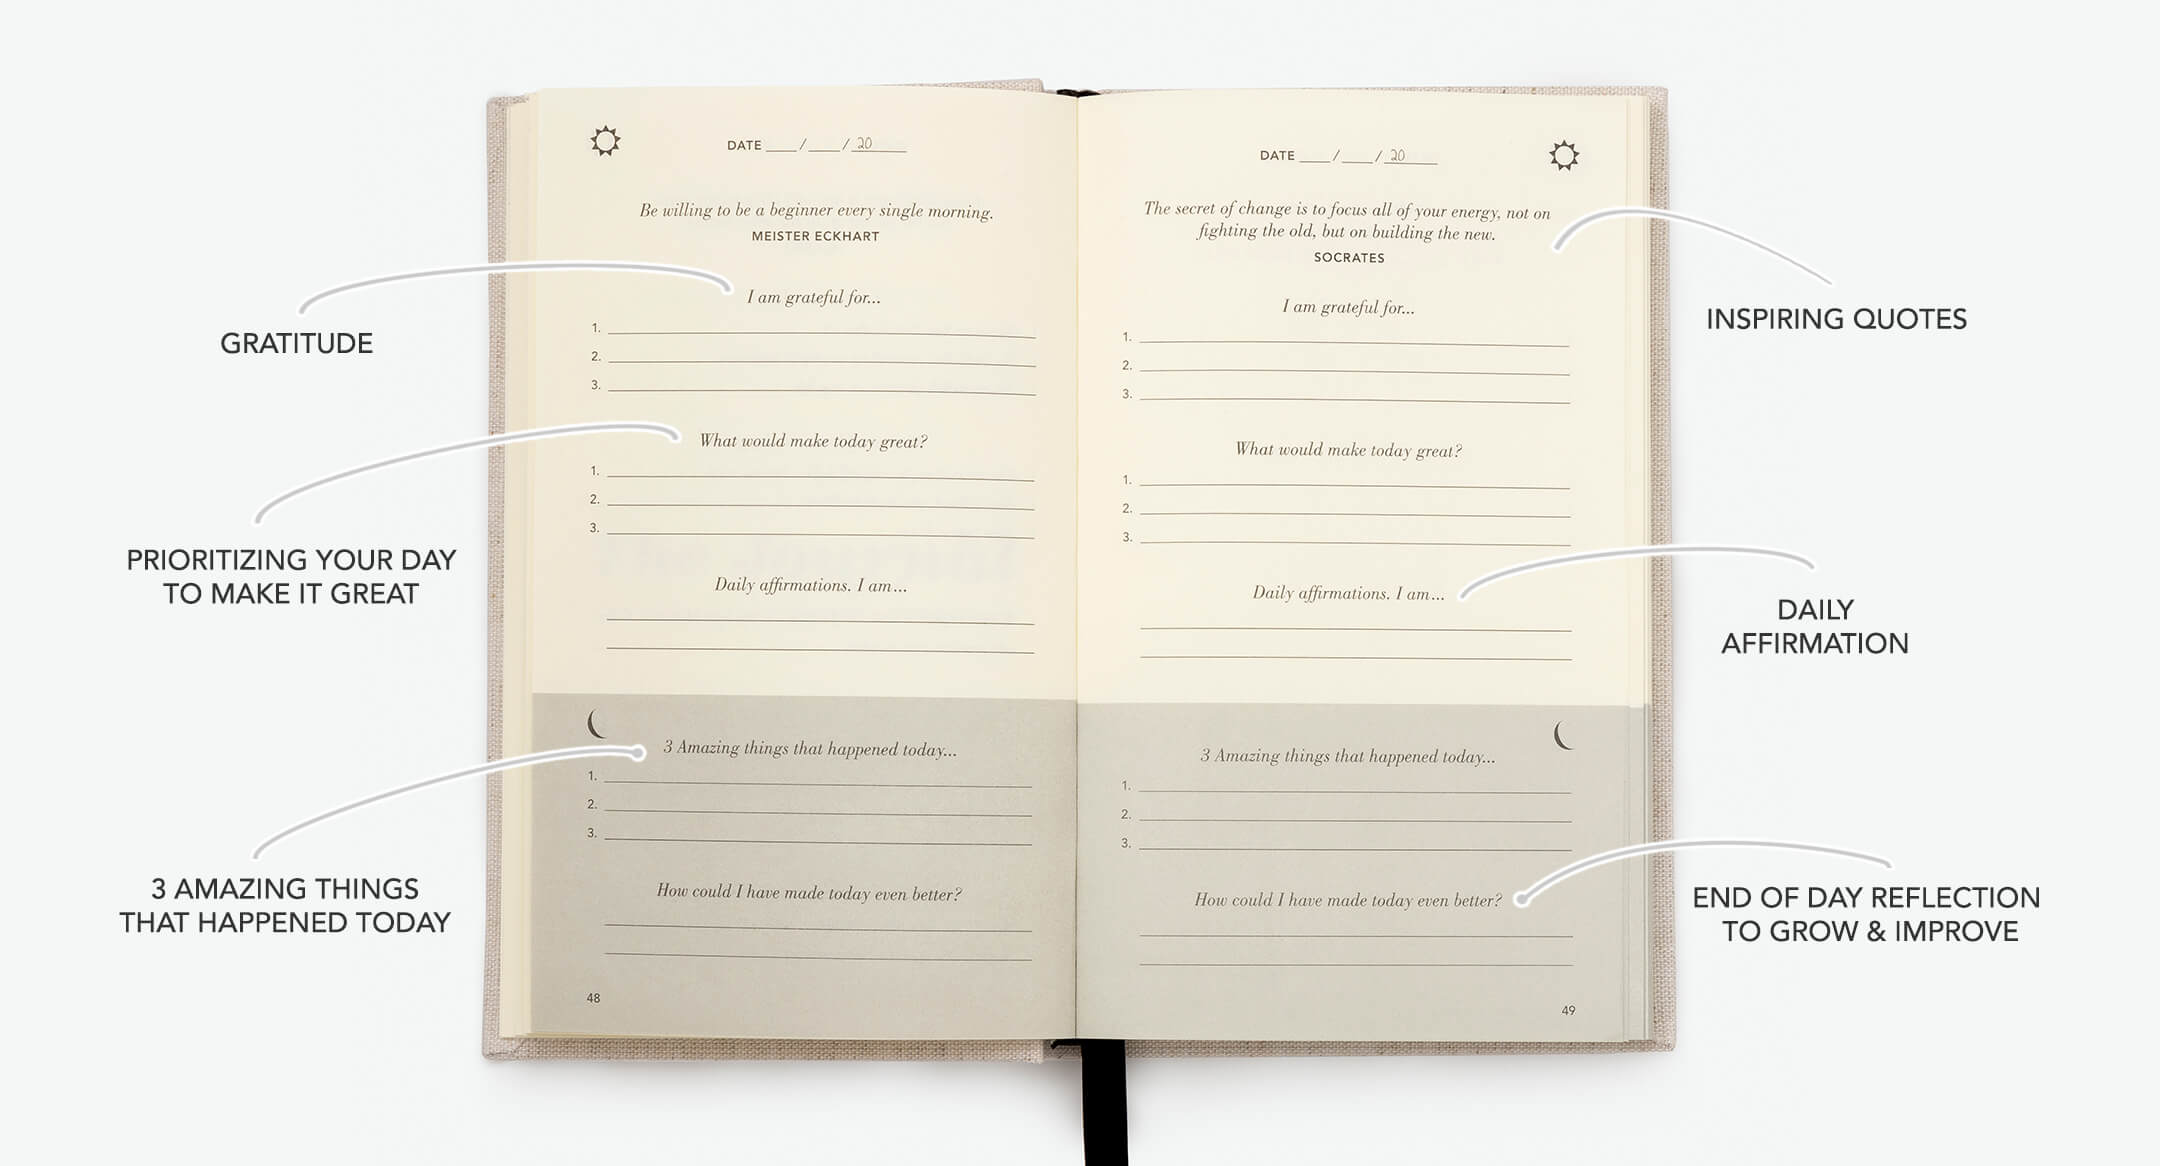 DATE ___ / ___ / 20
Be willing to be a beginner every single morning.
MEISTER ECKHART
I am grateful for...
1.
2.
3.
What would make today great?
1.
2.
3.
Daily affirmations. I am...
3 Amazing things that happened today...
1.
2.
3.
How could I have made today even better?
48
DATE ___ / ___ / 20
The secret of change is to focus all of your energy, not on
fighting the old, but on building the new.
SOCRATES
I am grateful for...
1.
2.
3.
What would make today great?
1.
2.
3.
Daily affirmations. I am...
3 Amazing things that happened today...
1.
2.
3.
How could I have made today even better?
49
GRATITUDE
PRIORITIZING YOUR DAY
TO MAKE IT GREAT
3 AMAZING THINGS
THAT HAPPENED TODAY
INSPIRING QUOTES
DAILY
AFFIRMATION
END OF DAY REFLECTION
TO GROW & IMPROVE